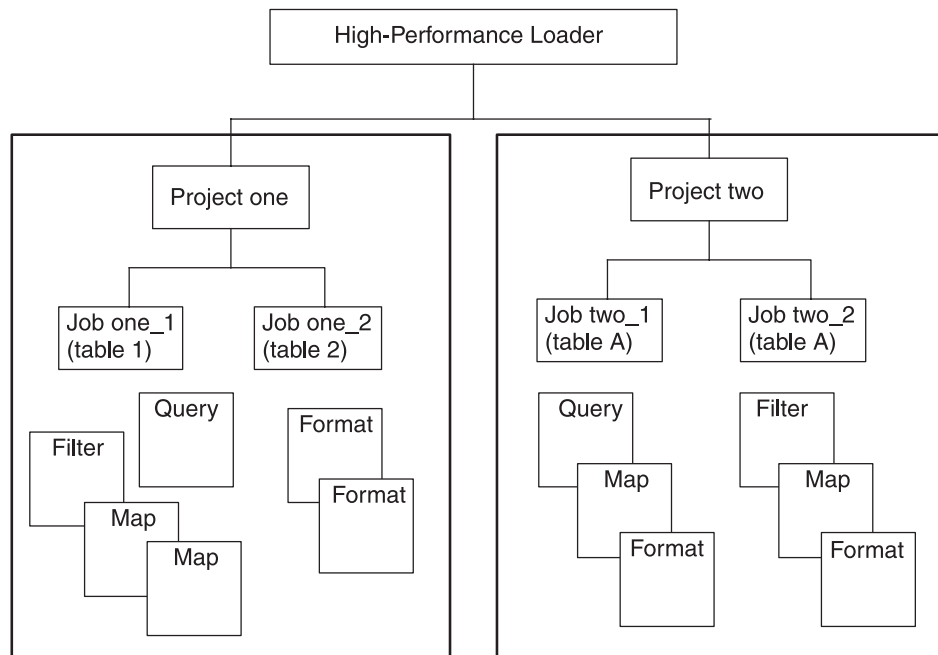 High-Performance Loader
Project one
Project two
Job one_1
(table 1)
Job one_2
(table 2)
Job two_1
(table A)
Job two_2
(table A)
Query
Filter
Map
Map
Format
Format
Query
Map
Format
Filter
Map
Format